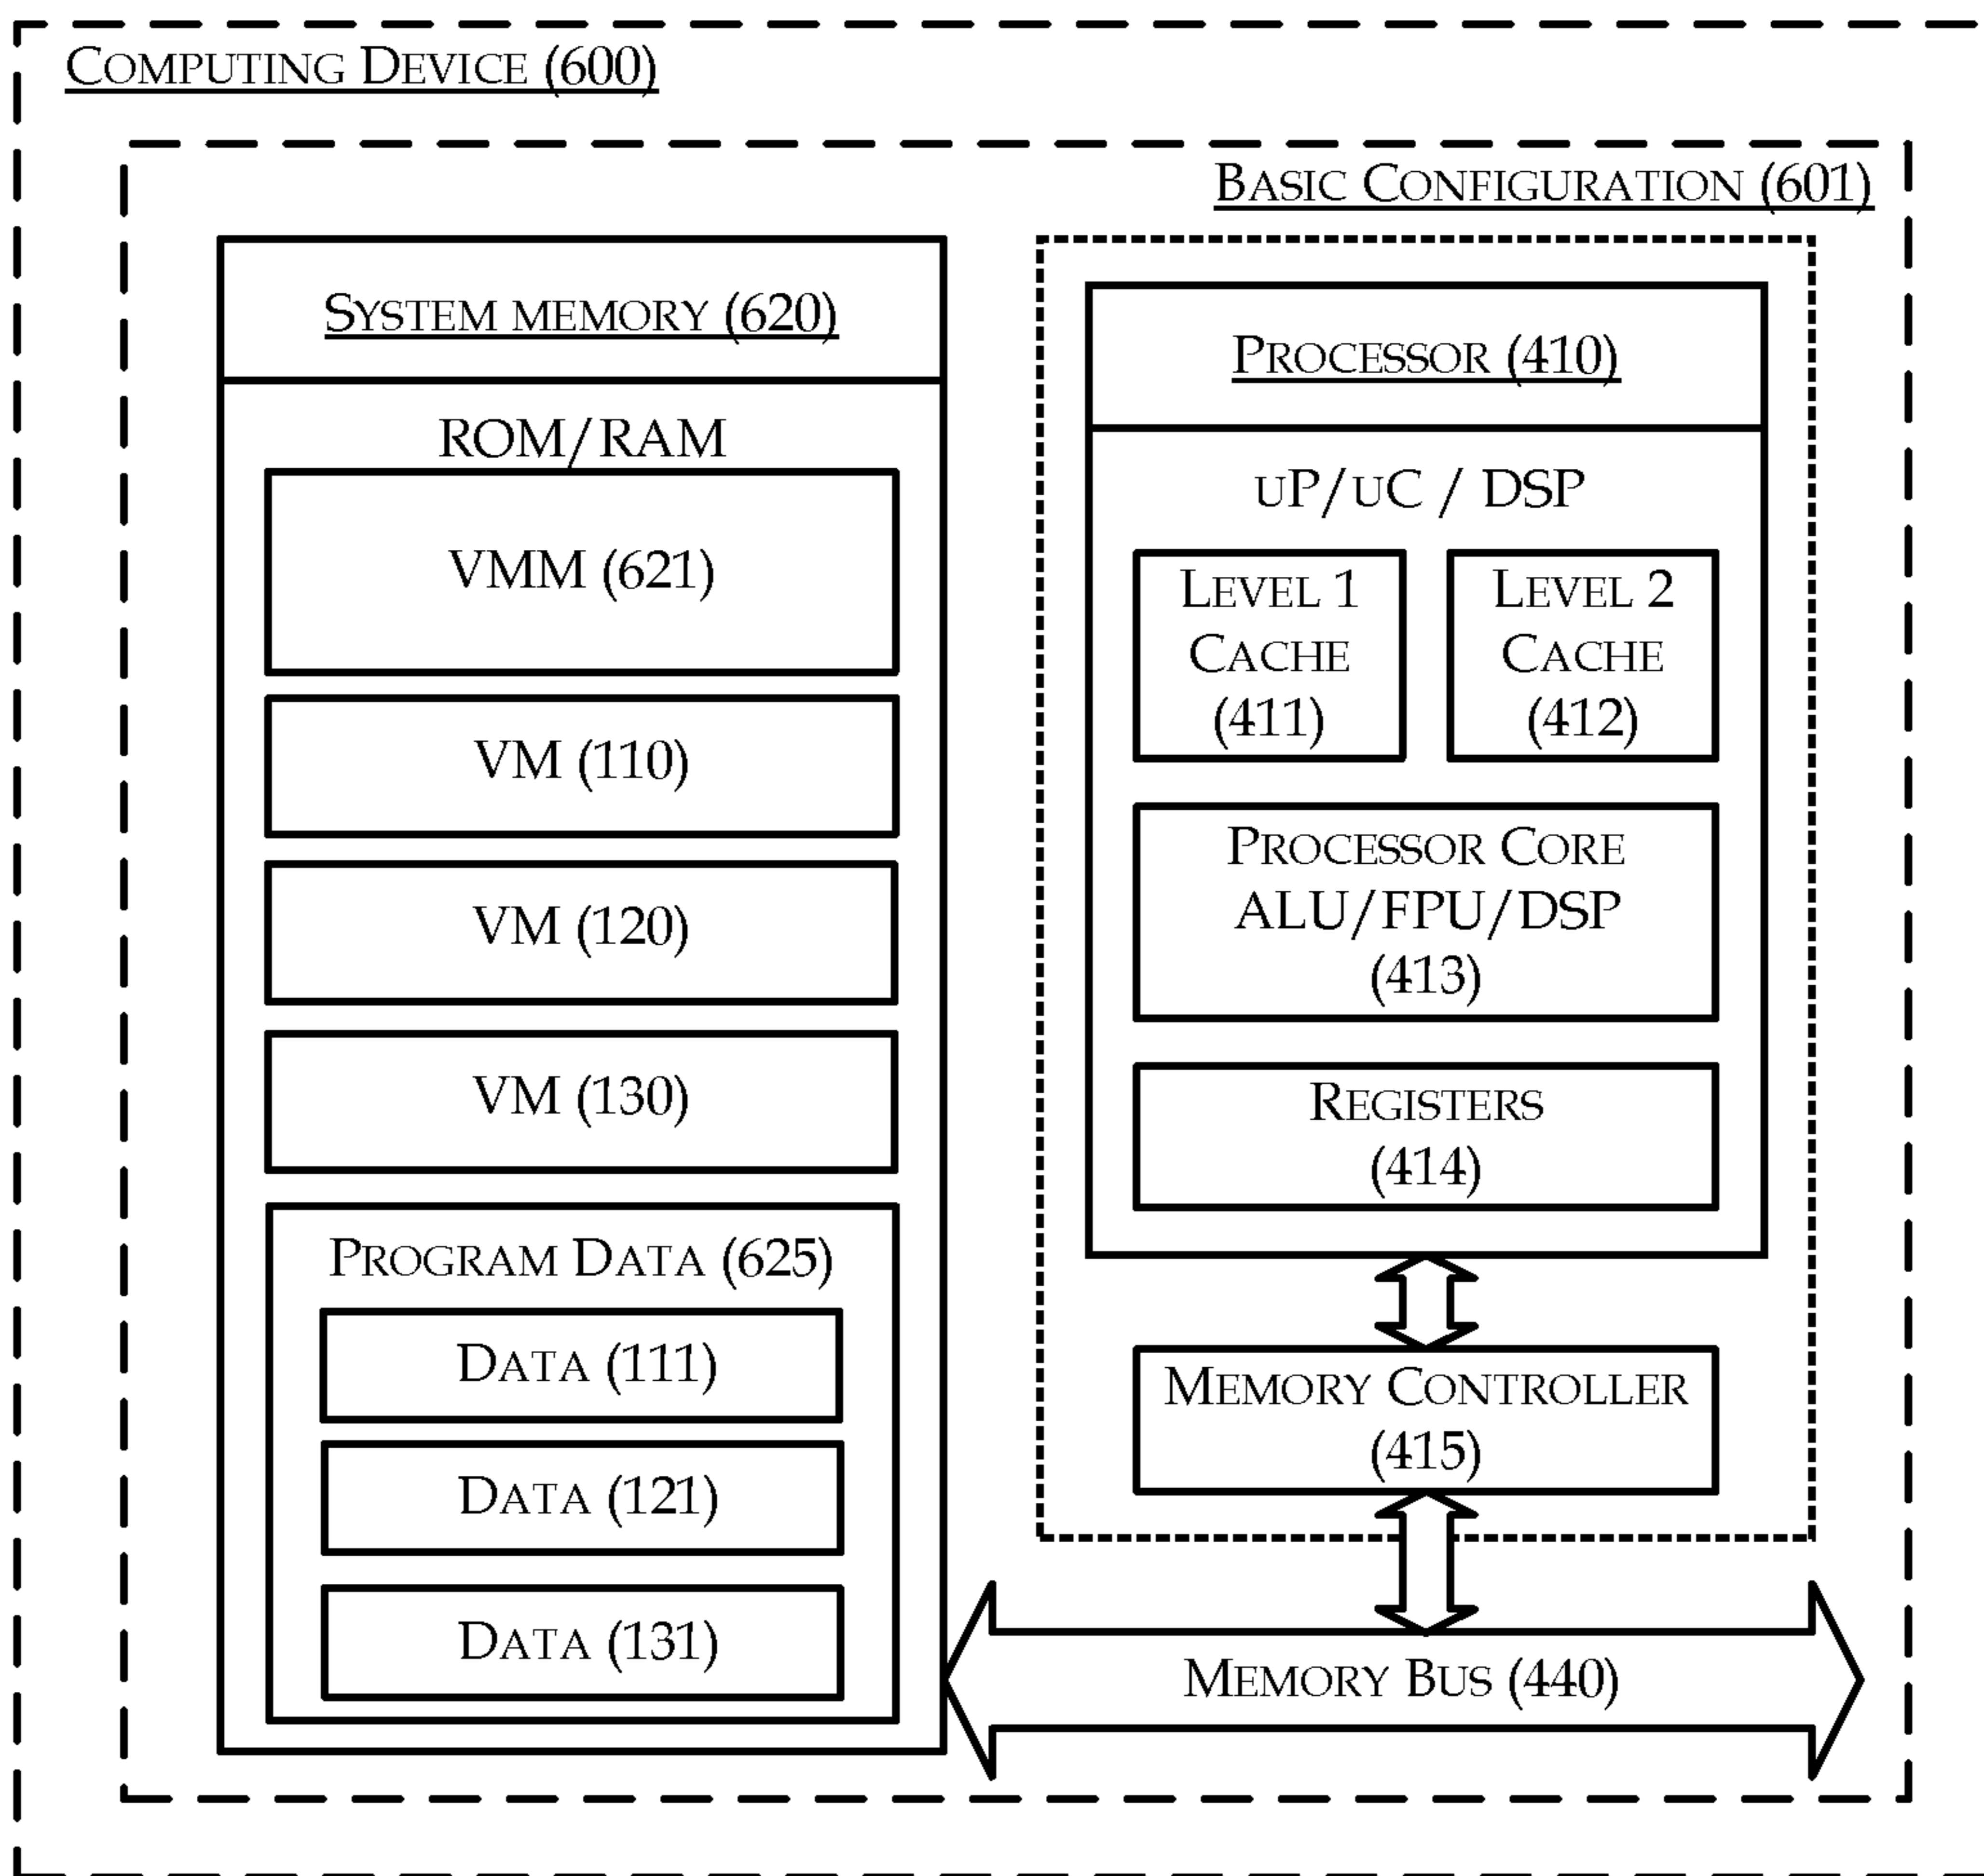 COMPUTING DEVICE (600)
BASIC CONFIGURATION (601)
SYSTEM MEMORY (620)
ROM/RAM
VMM (621)
VM (110)
VM (120)
VM (130)
PROGRAM DATA (625)
DATA (111)
DATA (121)
DATA (131)
PROCESSOR (410)
UP/UC / DSP
LEVEL 1
CACHE
(411)
LEVEL 2
CACHE
(412)
PROCESSOR CORE
ALU/FPU/DSP
(413)
REGISTERS
(414)
MEMORY CONTROLLER
(415)
MEMORY BUS (440)